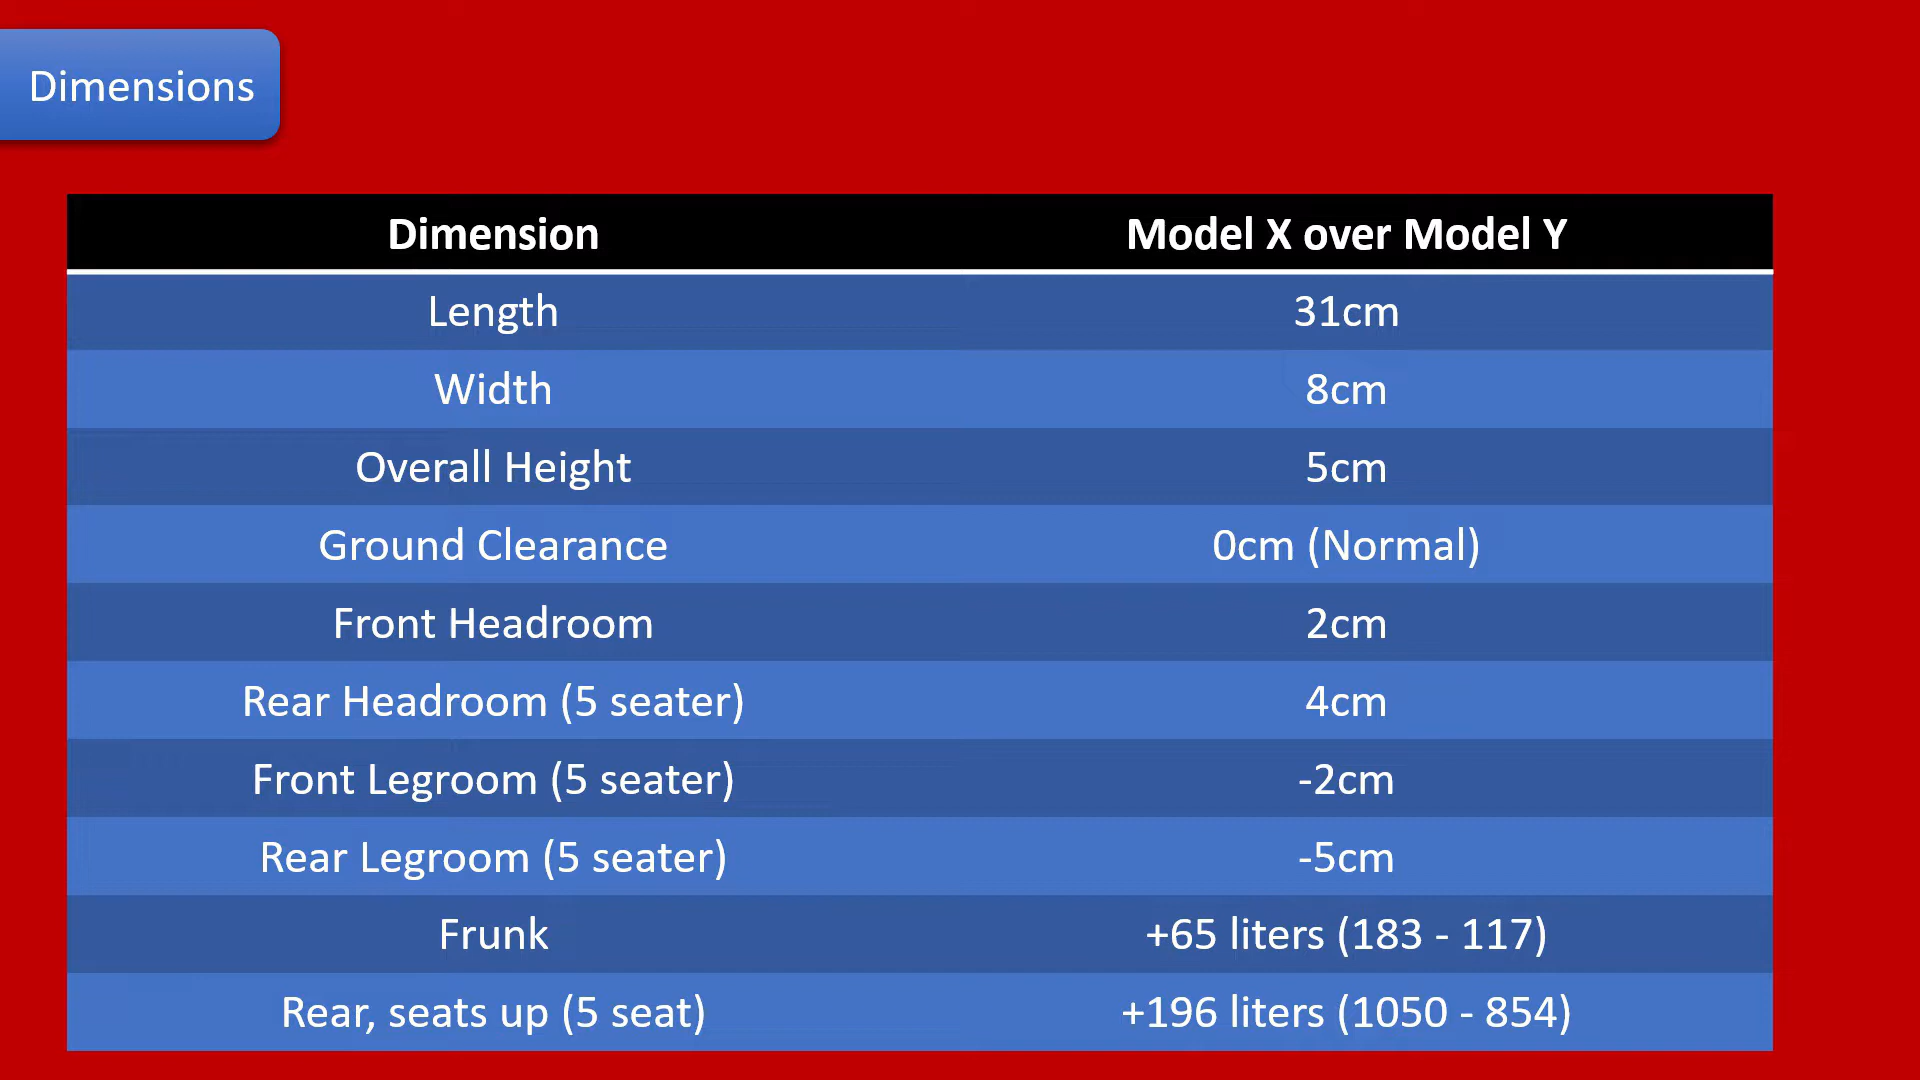 Dimensions
Dimension Model X over Model Y
Length 31cm
Width 8cm
Overall Height 5cm
Ground Clearance 0cm (Normal)
Front Headroom 2cm
Rear Headroom (5 seater) 4cm
Front Legroom (5 seater) -2cm
Rear Legroom (5 seater) -5cm
Frunk +65 liters (183 - 117)
Rear, seats up (5 seat) +196 liters (1050 - 854)